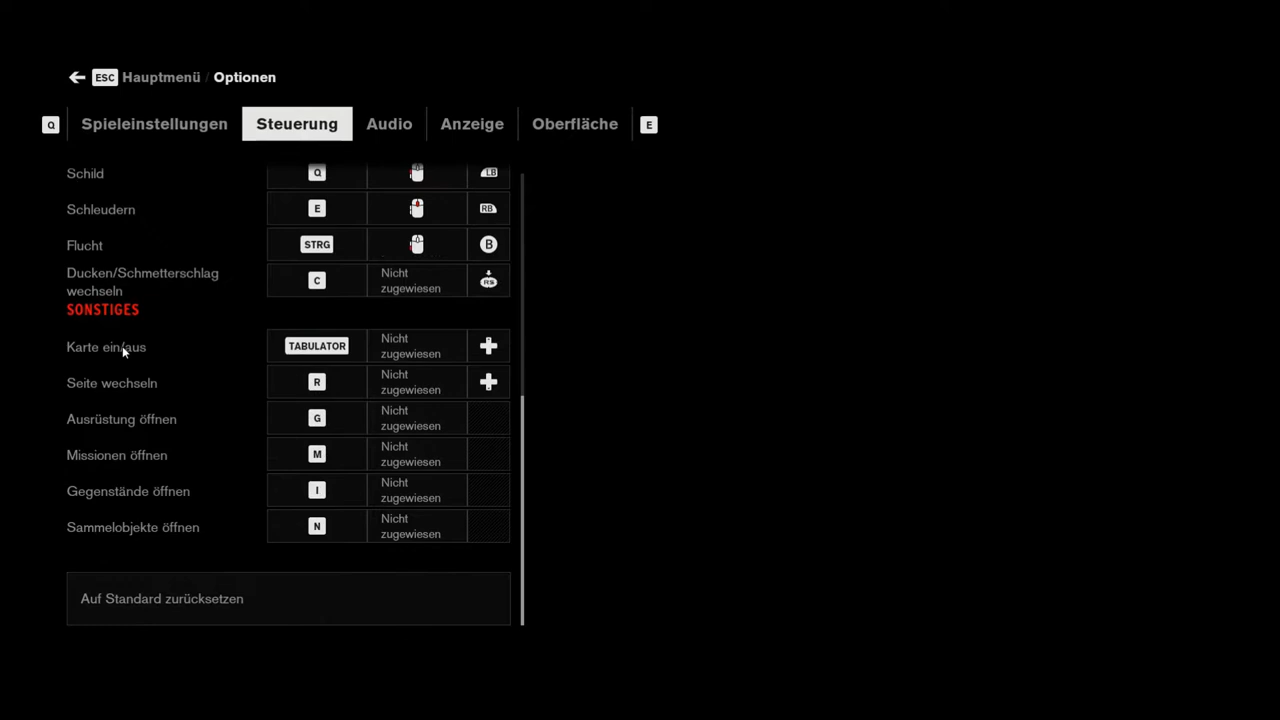 ESC Hauptmenü / Optionen
Q Spieleinstellungen Steuerung Audio Anzeige Oberfläche E
Schild Q LB
Schleudern E RB
Flucht STRG B
Ducken/Schmetterschlag
wechseln C Nicht
zugewiesen RS
SONSTIGES
Karte ein/aus TABULATOR Nicht
zugewiesen
Seite wechseln R Nicht
zugewiesen
Ausrüstung öffnen G Nicht
zugewiesen
Missionen öffnen M Nicht
zugewiesen
Gegenstände öffnen I Nicht
zugewiesen
Sammelobjekte öffnen N Nicht
zugewiesen
Auf Standard zurücksetzen